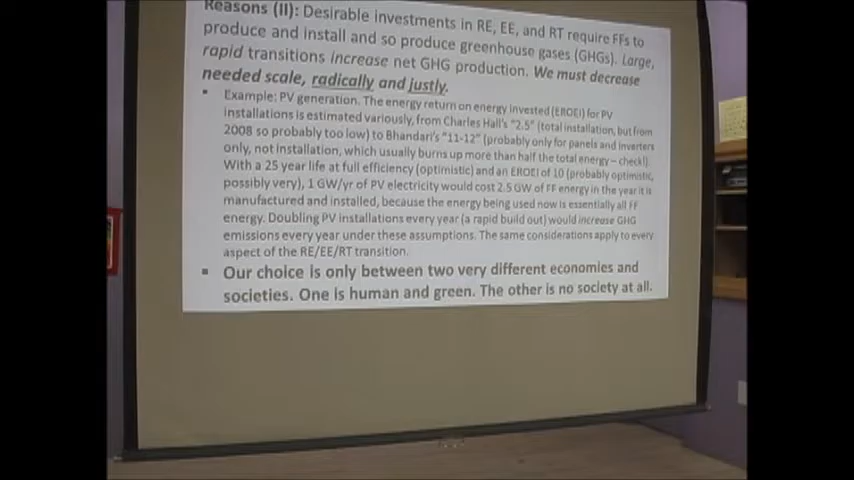 Reasons (II): Desirable investments in RE, EE, and RT require FFs to
produce and install and so produce greenhouse gases (GHGs). Large,
rapid transitions increase net GHG production. We must decrease
needed scale, radically and justly.
▪ Example: PV generation. The energy return on energy invested (EROEI) for PV
installations is estimated variously, from Charles Hall's "2.5" (total installation, but from
2008 so probably too low) to Bhandari's "11-12" (probably only for panels and inverters
only, not installation, which usually burns up more than half the total energy – check!).
With a 25 year life at full efficiency (optimistic) and an EROEI of 10 (probably optimistic,
possibly very), 1 GW/yr of PV electricity would cost 2.5 GW of FF energy in the year it is
manufactured and installed, because the energy being used now is essentially all FF
energy. Doubling PV installations every year (a rapid build out) would increase GHG
emissions every year under these assumptions. The same considerations apply to every
aspect of the RE/EE/RT transition.
▪ Our choice is only between two very different economies and
societies. One is human and green. The other is no society at all.